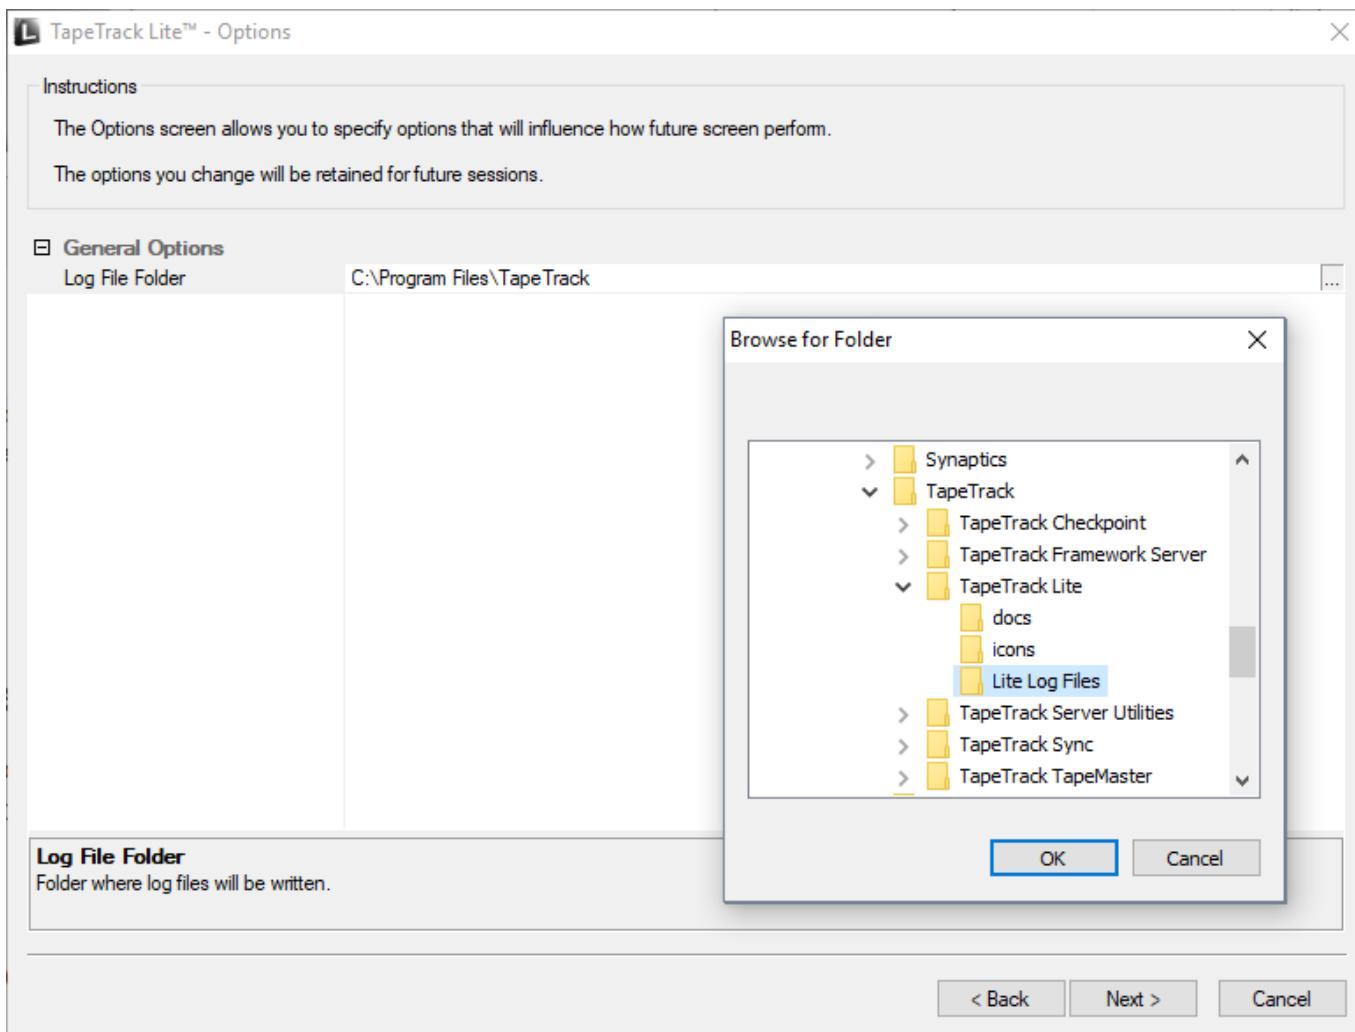 TapeTrack Lite™ - Options
Instructions
The Options screen allows you to specify options that will influence how future screen perform.
The options you change will be retained for future sessions.
General Options
Log File Folder
C:\Program Files\TapeTrack
...
Browse for Folder
Synaptics
TapeTrack
TapeTrack Checkpoint
TapeTrack Framework Server
TapeTrack Lite
docs
icons
Lite Log Files
TapeTrack Server Utilities
TapeTrack Sync
TapeTrack TapeMaster
OK
Cancel
Log File Folder
Folder where log files will be written.
< Back
Next >
Cancel